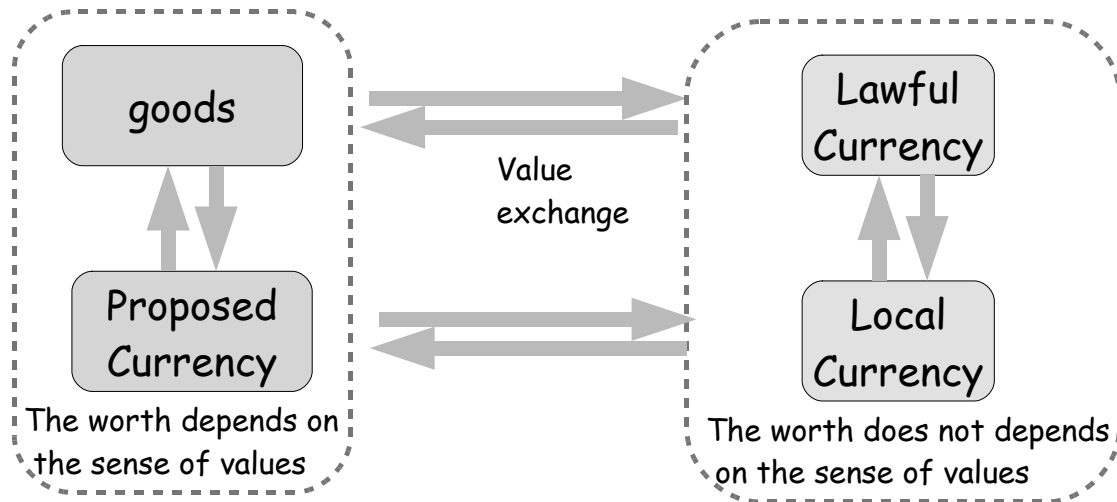 goods
Proposed
Currency
The worth depends on
the sense of values
Value
exchange
Lawful
Currency
Local
Currency
The worth does not depends
on the sense of values